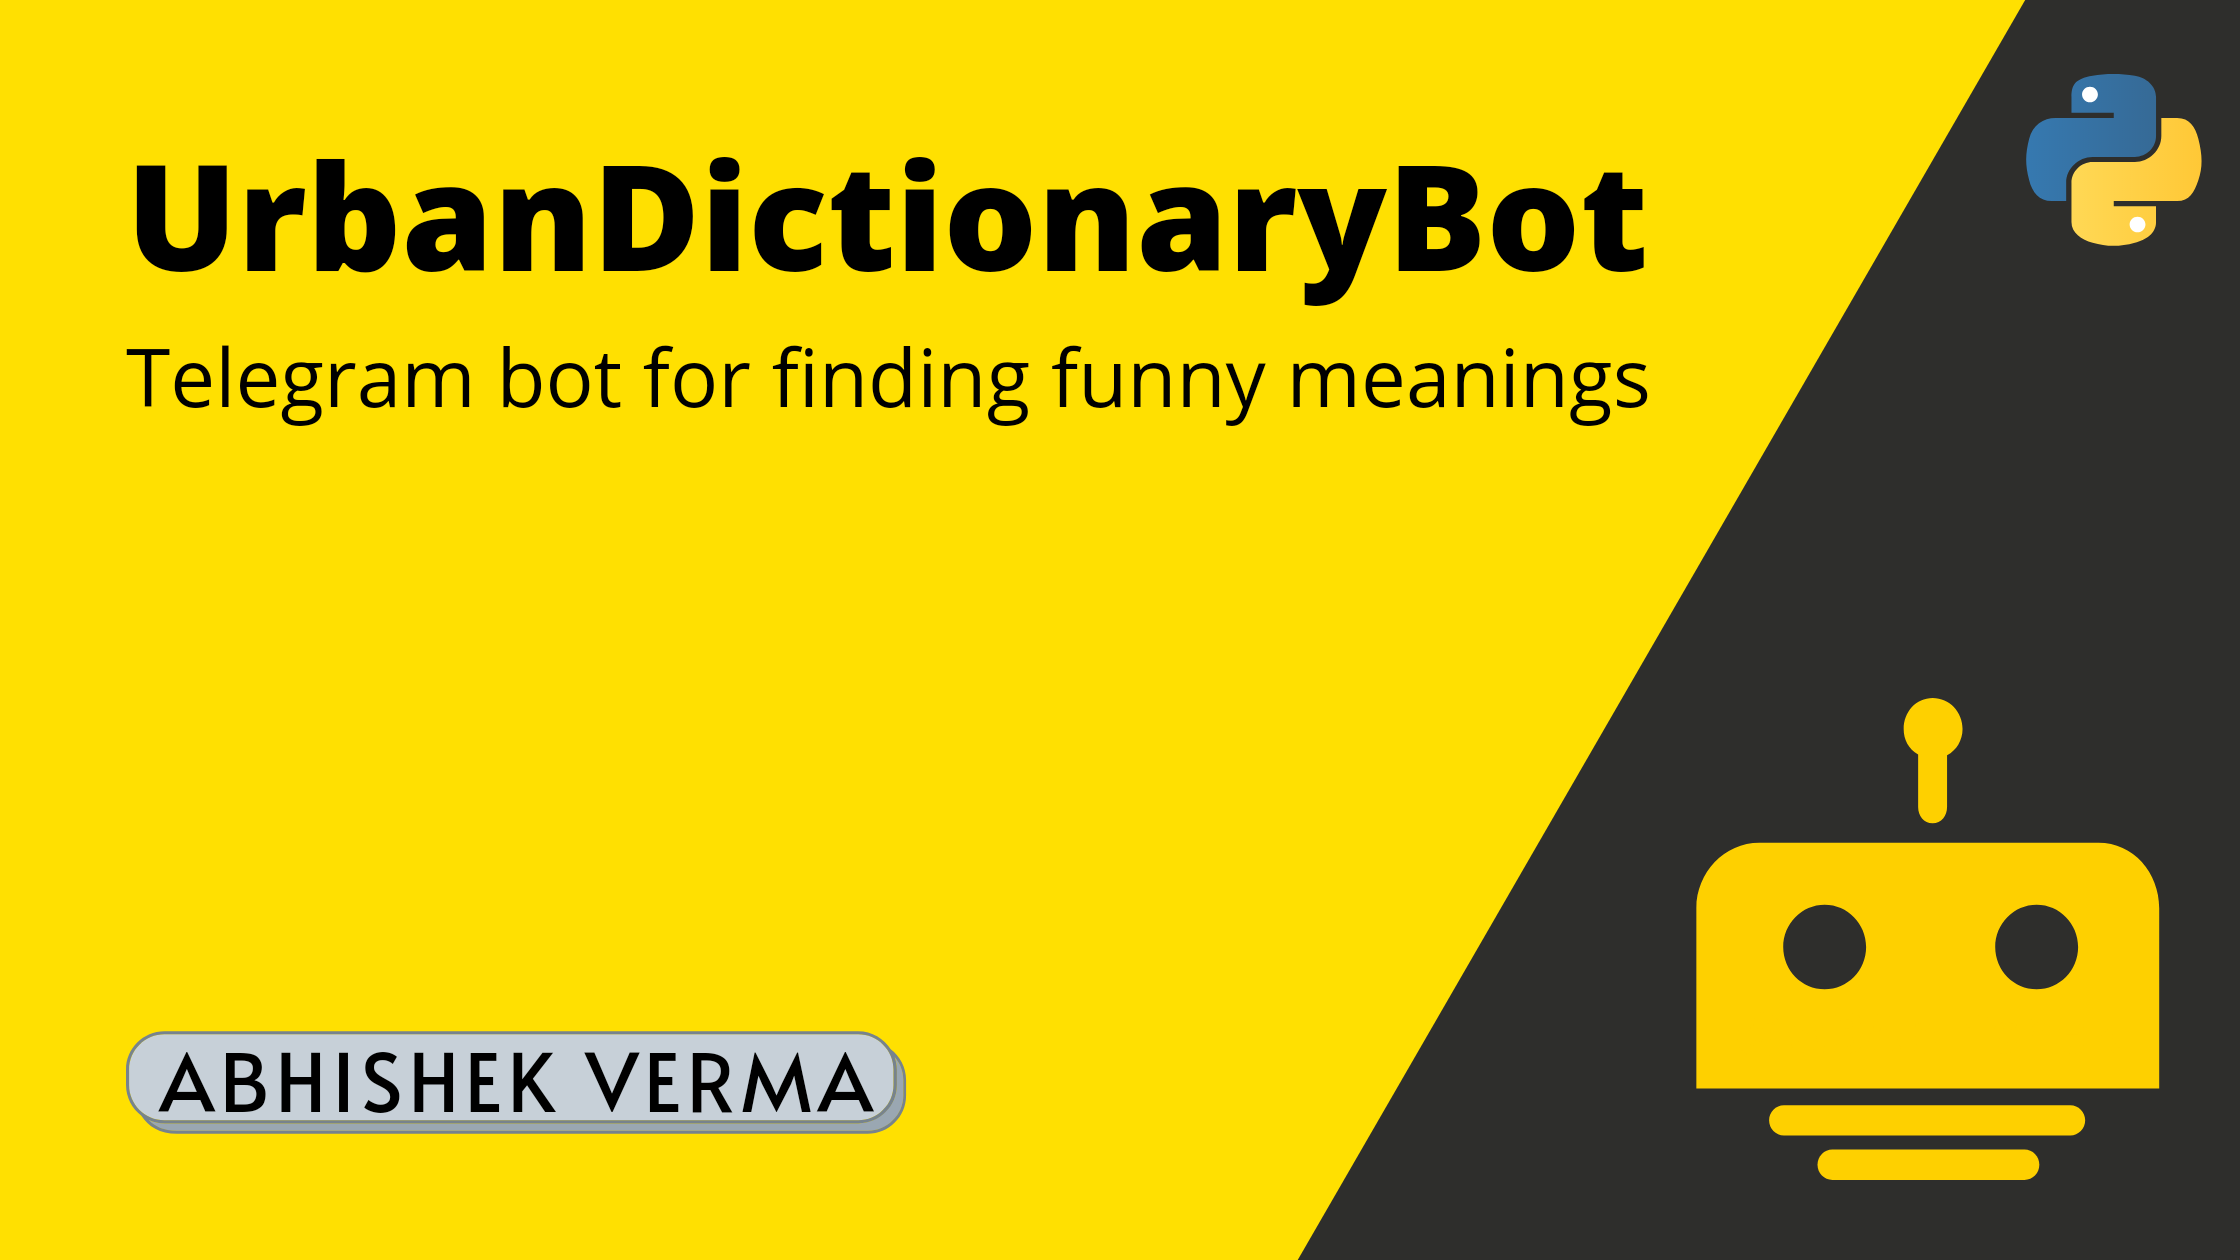 UrbanDictionaryBot
Telegram bot for finding funny meanings
ABHISHEK VERMA